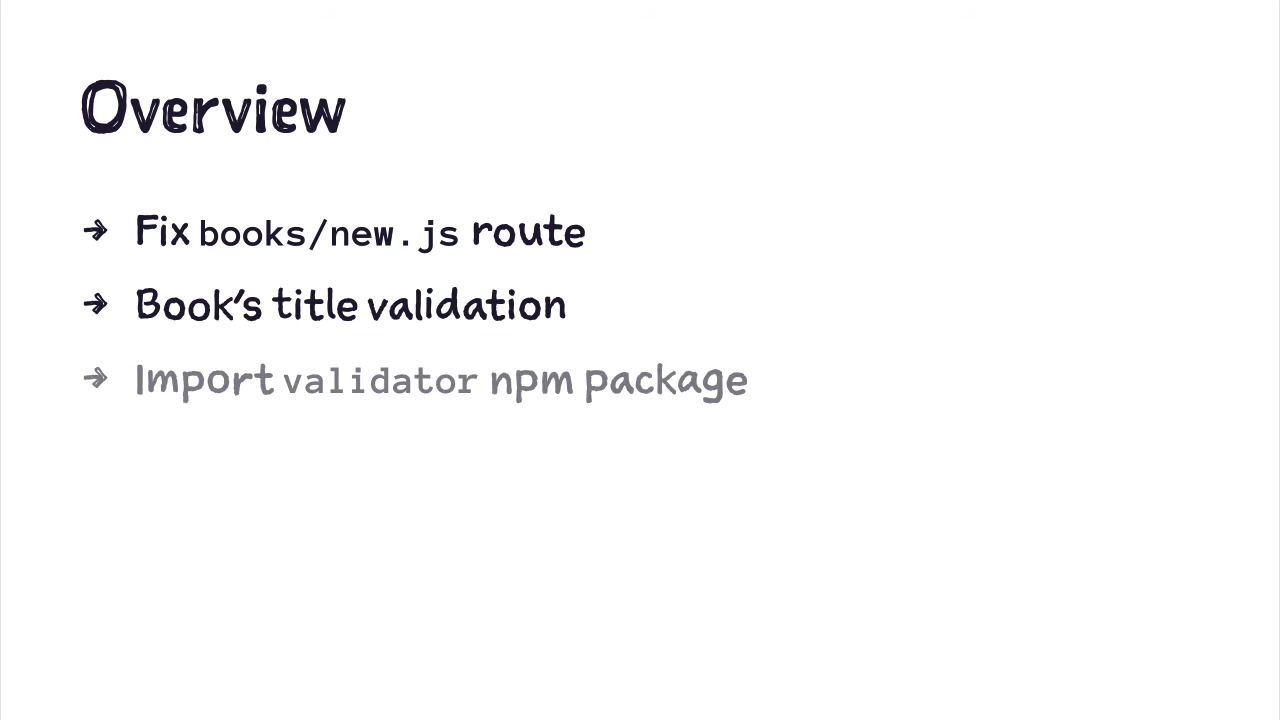 Overview
→ Fix books/new.js route
→ Book's title validation
→ Import validator npm package